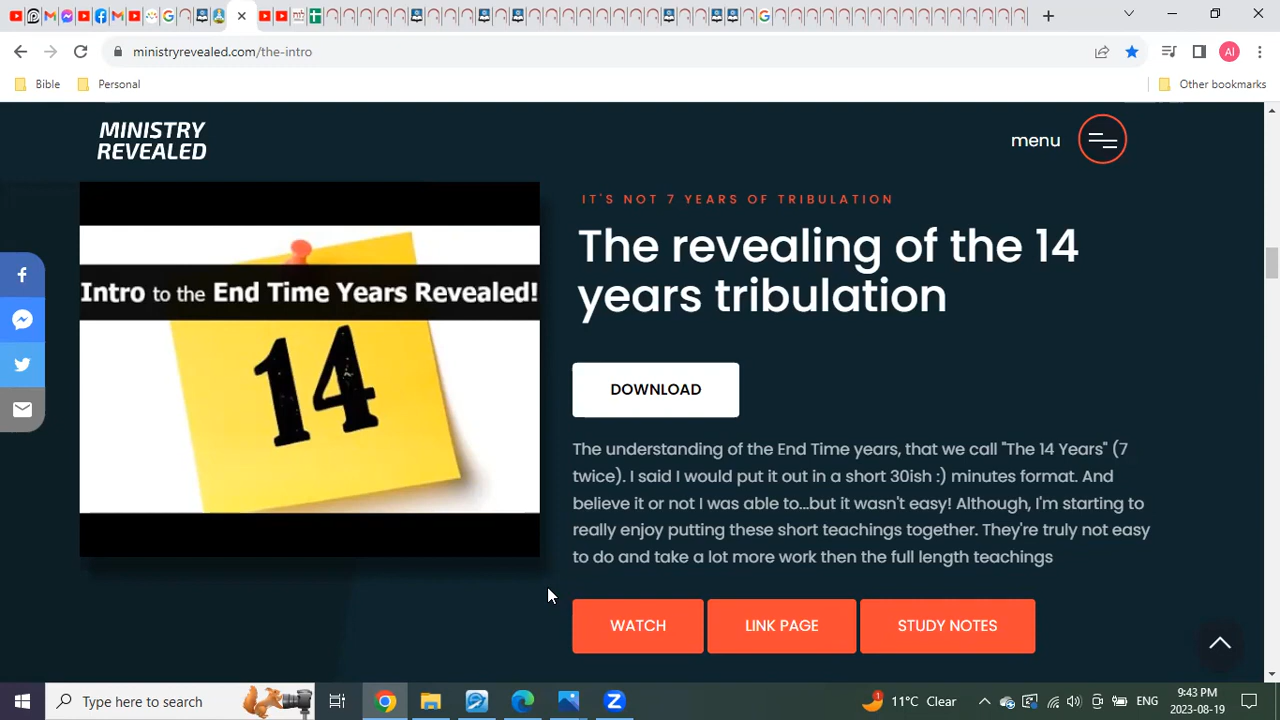 ministryrevealed.com/the-intro
AI
Bible
Personal
Other bookmarks
MINISTRY
REVEALED
menu
Intro to the End Time Years Revealed!
14
IT'S NOT 7 YEARS OF TRIBULATION
The revealing of the 14
years tribulation
DOWNLOAD
The understanding of the End Time years, that we call "The 14 Years" (7
twice). I said I would put it out in a short 30ish :) minutes format. And
believe it or not I was able to...but it wasn't easy! Although, I'm starting to
really enjoy putting these short teachings together. They're truly not easy
to do and take a lot more work then the full length teachings
WATCH
LINK PAGE
STUDY NOTES
Type here to search
1
11°C Clear
ENG
9:43 PM
2023-08-19